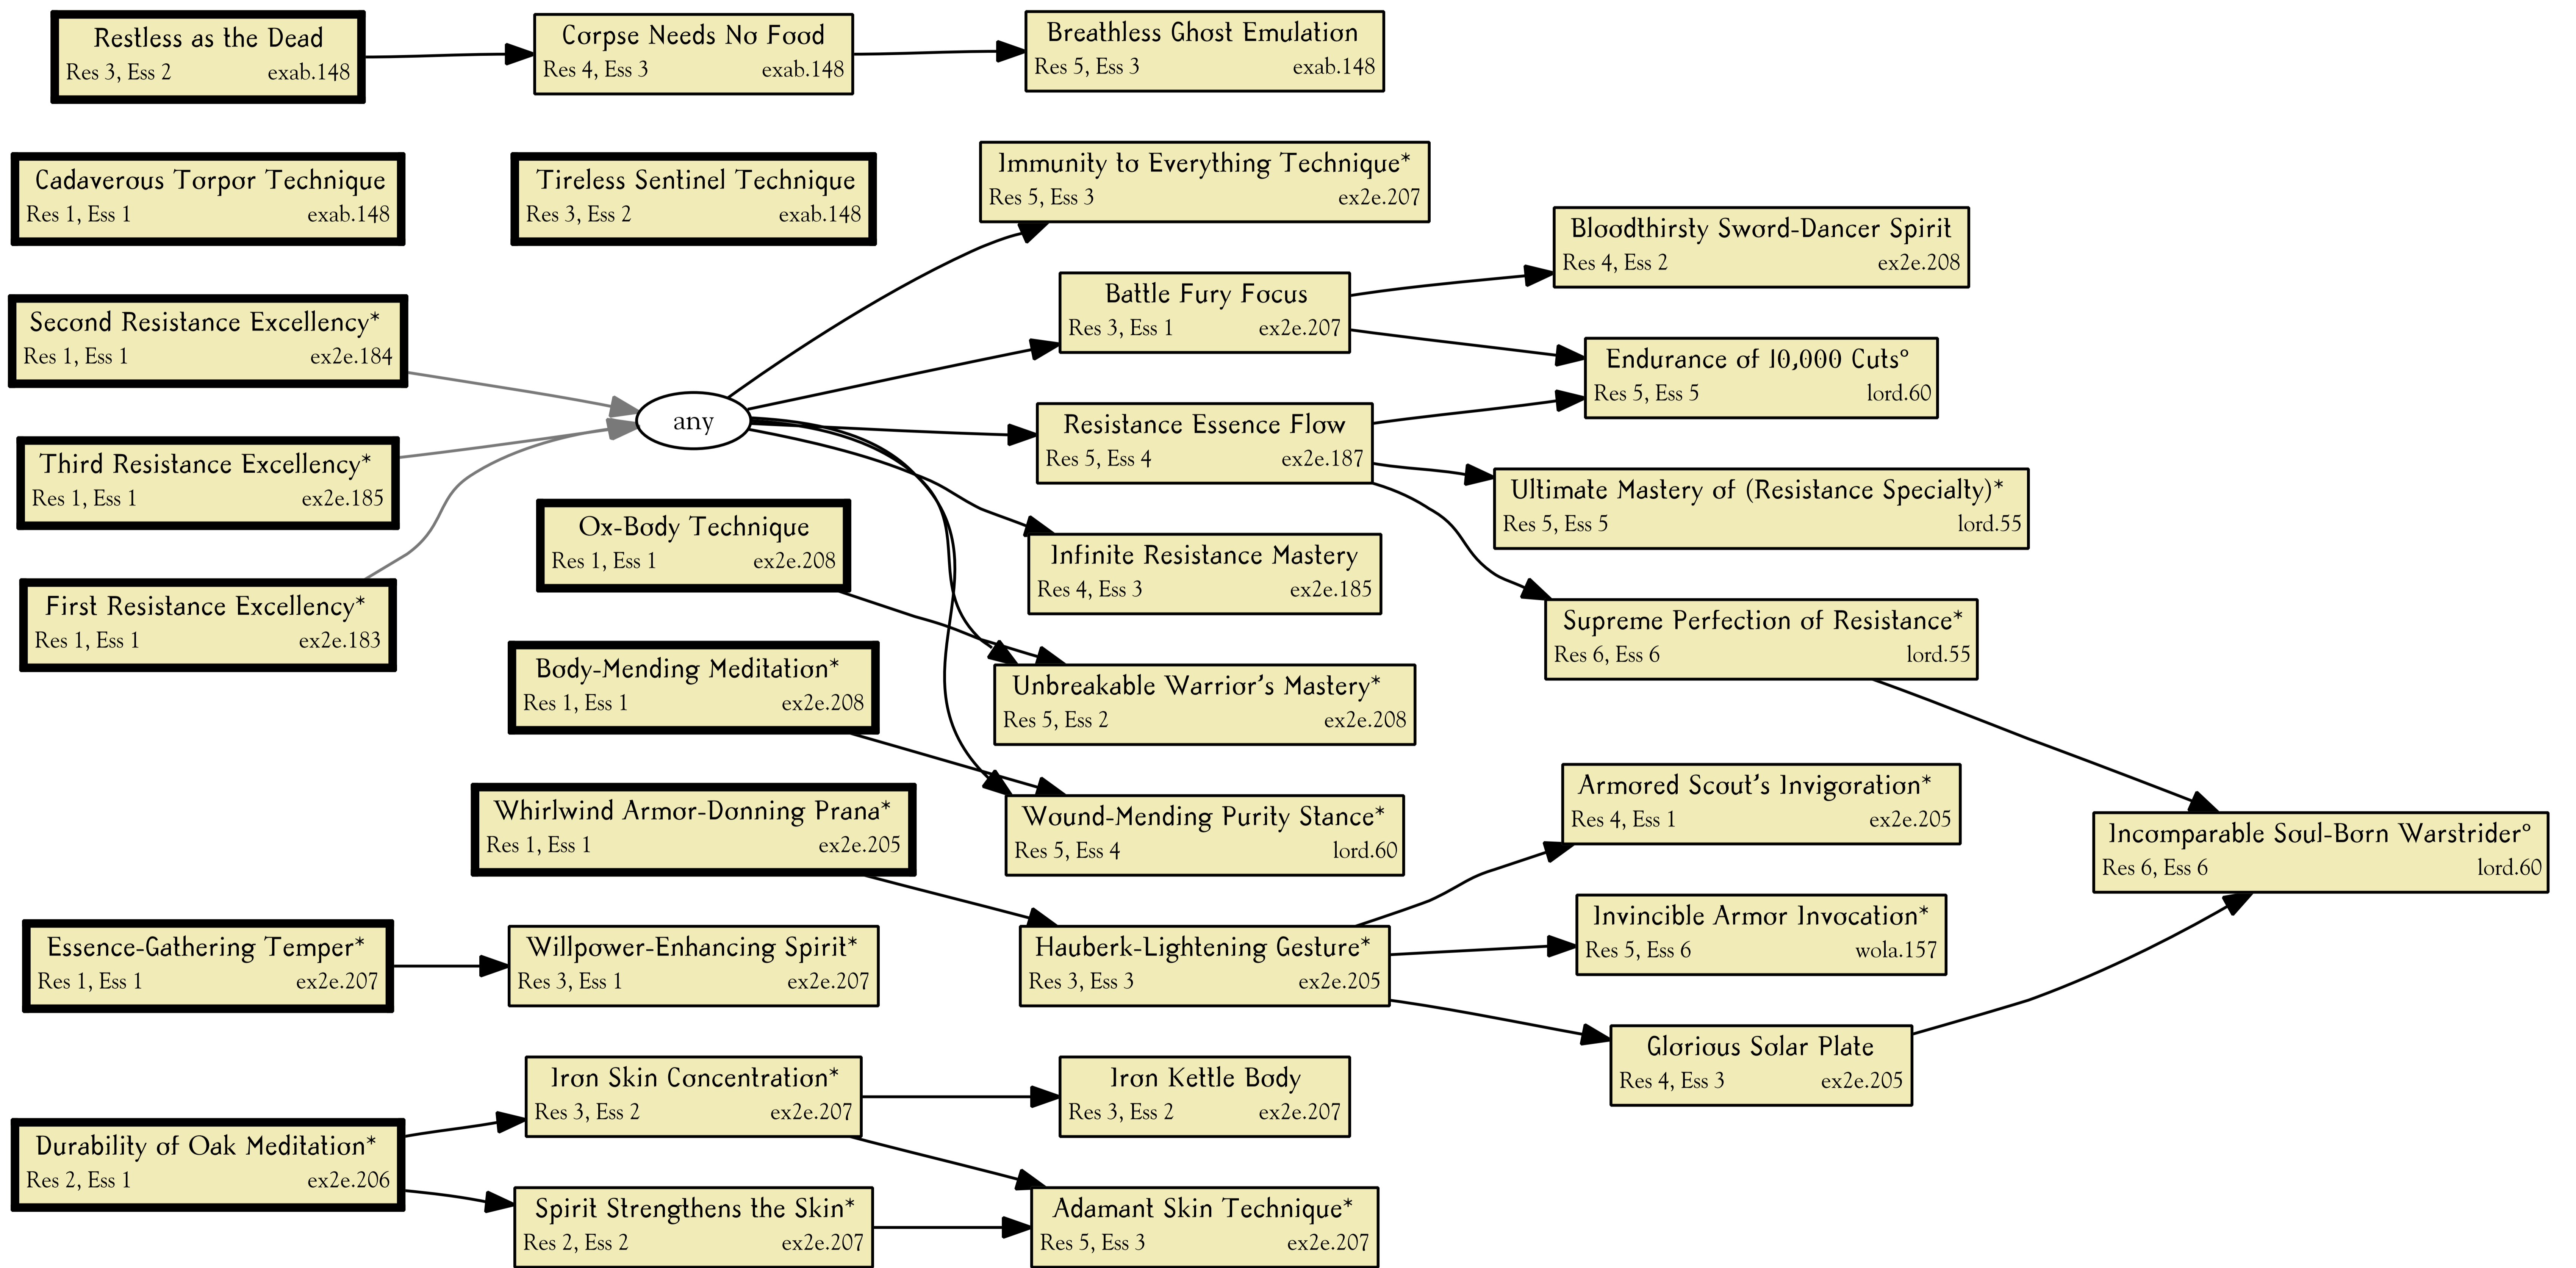 Restless as the Dead
Res 3, Ess 2 exab.148
Corpse Needs No Food
Res 4, Ess 3 exab.148
Breathless Ghost Emulation
Res 5, Ess 3 exab.148
Cadaverous Torpor Technique
Res 1, Ess 1 exab.148
Tireless Sentinel Technique
Res 3, Ess 2 exab.148
Immunity to Everything Technique*
Res 5, Ess 3 ex2e.207
Bloodthirsty Sword-Dancer Spirit
Res 4, Ess 2 ex2e.208
Second Resistance Excellency*
Res 1, Ess 1 ex2e.184
Battle Fury Focus
Res 3, Ess 1 ex2e.207
Endurance of 10,000 Cuts°
Res 5, Ess 5 lord.60
any
Third Resistance Excellency*
Res 1, Ess 1 ex2e.185
Resistance Essence Flow
Res 5, Ess 4 ex2e.187
Ultimate Mastery of (Resistance Specialty)*
Res 5, Ess 5 lord.55
Ox-Body Technique
Res 1, Ess 1 ex2e.208
Infinite Resistance Mastery
Res 4, Ess 3 ex2e.185
First Resistance Excellency*
Res 1, Ess 1 ex2e.183
Supreme Perfection of Resistance*
Res 6, Ess 6 lord.55
Body-Mending Meditation*
Res 1, Ess 1 ex2e.208
Unbreakable Warrior's Mastery*
Res 5, Ess 2 ex2e.208
Whirlwind Armor-Donning Prana*
Res 1, Ess 1 ex2e.205
Wound-Mending Purity Stance*
Res 5, Ess 4 lord.60
Armored Scout's Invigoration*
Res 4, Ess 1 ex2e.205
Incomparable Soul-Born Warstrider°
Res 6, Ess 6 lord.60
Essence-Gathering Temper*
Res 1, Ess 1 ex2e.207
Willpower-Enhancing Spirit*
Res 3, Ess 1 ex2e.207
Hauberk-Lightening Gesture*
Res 3, Ess 3 ex2e.205
Invincible Armor Invocation*
Res 5, Ess 6 wola.157
Glorious Solar Plate
Res 4, Ess 3 ex2e.205
Iron Skin Concentration*
Res 3, Ess 2 ex2e.207
Iron Kettle Body
Res 3, Ess 2 ex2e.207
Durability of Oak Meditation*
Res 2, Ess 1 ex2e.206
Spirit Strengthens the Skin*
Res 2, Ess 2 ex2e.207
Adamant Skin Technique*
Res 5, Ess 3 ex2e.207